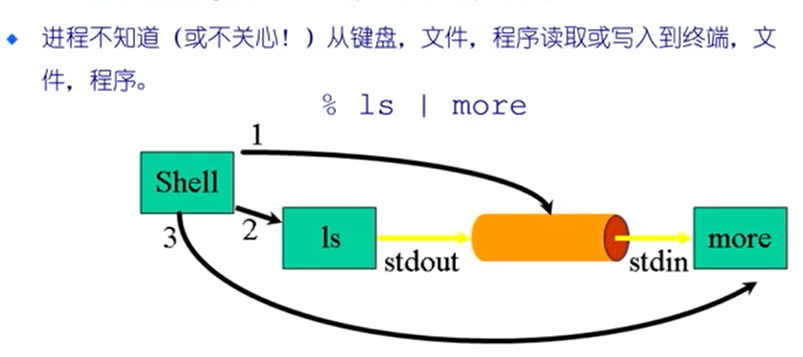 进程不知道（或不关心！）从键盘，文件，程序读取或写入到终端，文
件，程序。
% ls | more
1
Shell
2
3
ls
stdout
stdin
more